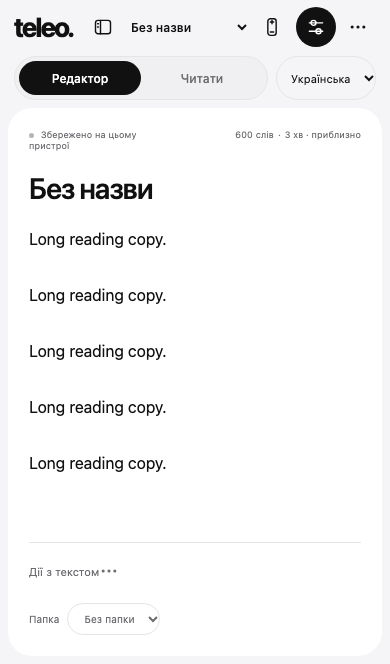 teleo.
Без назви
Редактор
Читати
Українська
Збережено на цьому
пристрої
600 слів · 3 хв · приблизно
Без назви
Long reading copy.
Long reading copy.
Long reading copy.
Long reading copy.
Long reading copy.
Дії з текстом
Папка
Без папки